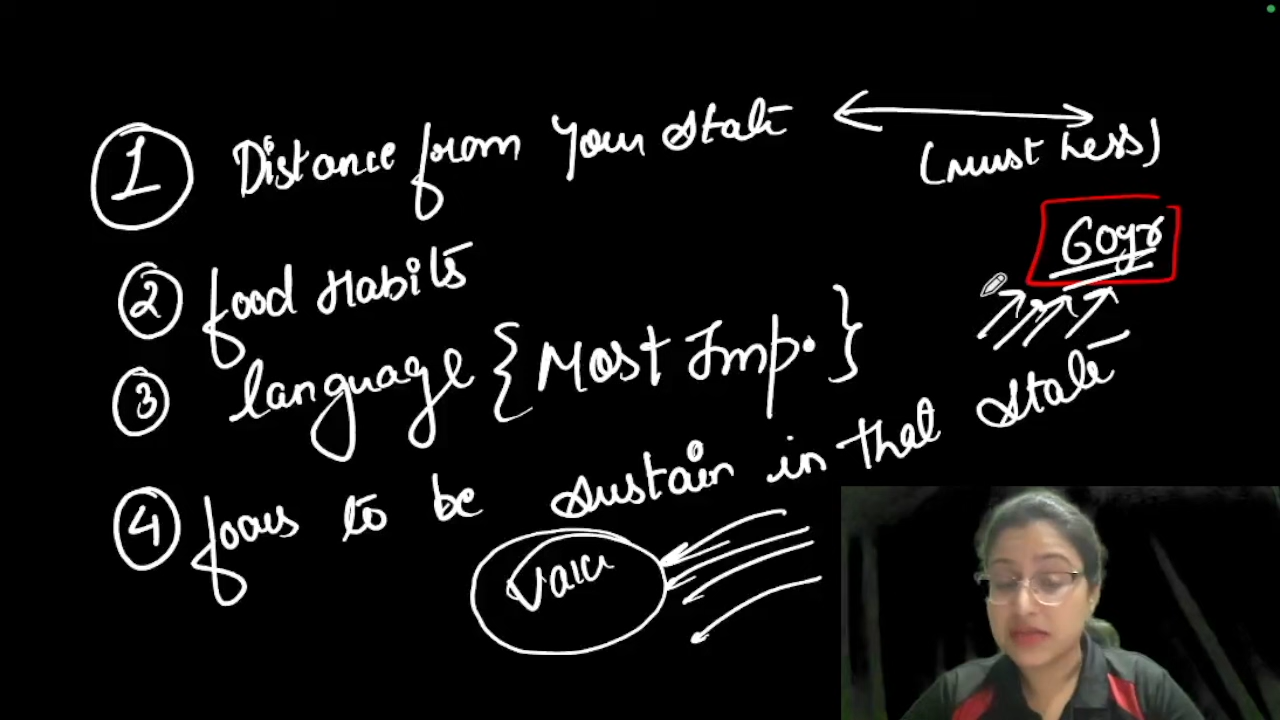 1 Distance from your state
(must Less)
60yr
2 food Habits
3 language {Most Imp.}
4 focus to be sustain in that state